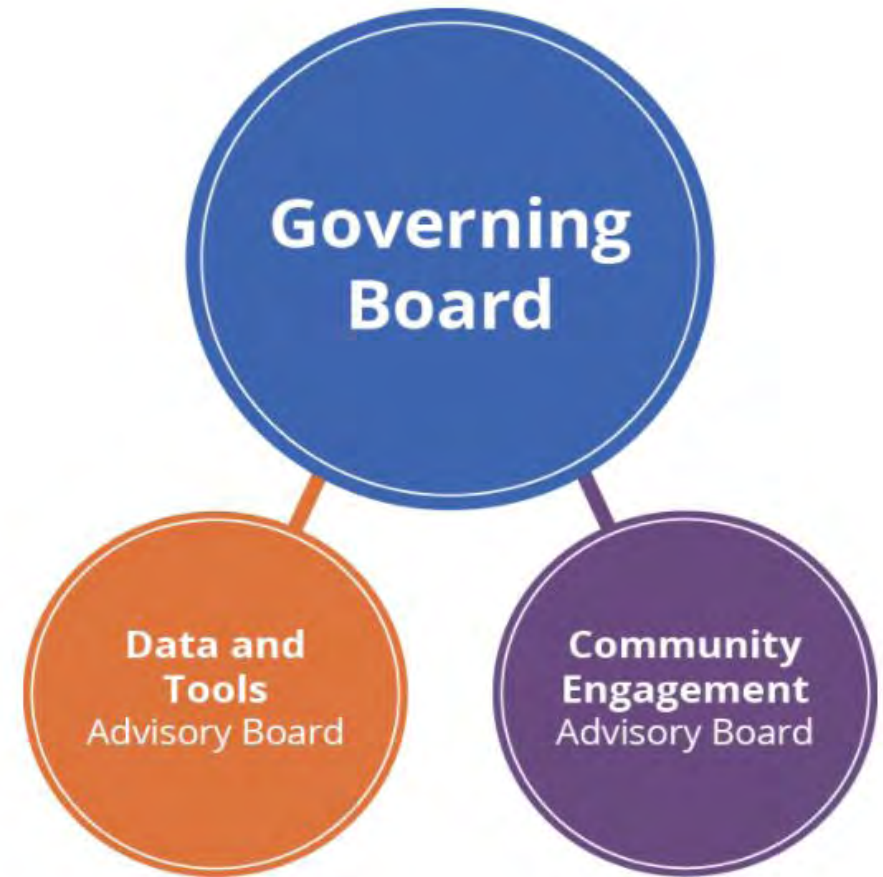 Governing
Board
Data and
Tools
Advisory Board
Community
Engagement
Advisory Board